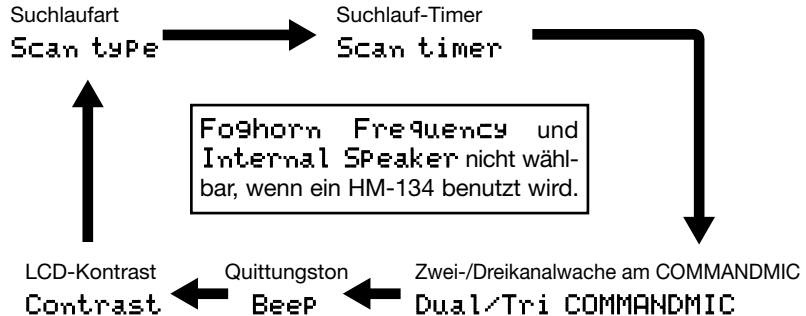 Suchlaufart
Scan type
Suchlauf-Timer
Scan timer
Foghorn Frequency und
Internal Speaker nicht wähl-
bar, wenn ein HM-134 benutzt wird.
LCD-Kontrast
Contrast
Quittungston
Beep
Zwei-/Dreikanalwache am COMMANDMIC
Dual/Tri COMMANDMIC